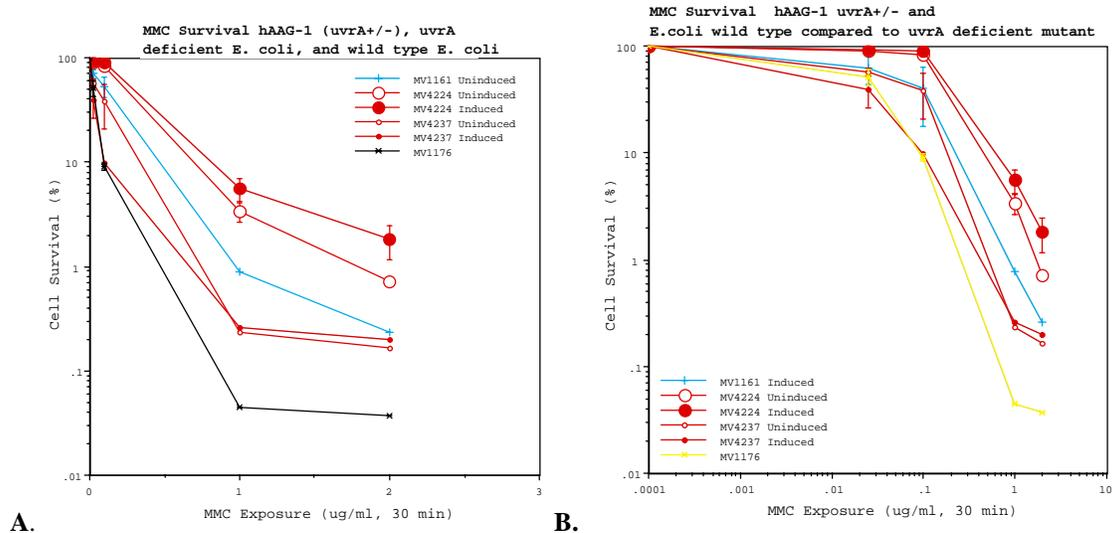 MMC Survival hAAG-1 (uvrA+/-), uvrA
deficient E. coli, and wild type E. coli
100
10
1
.1
.01
0
1
2
3
Cell Survival (%)
MMC Exposure (ug/ml, 30 min)
MV1161 Uninduced
MV4224 Uninduced
MV4224 Induced
MV4237 Uninduced
MV4237 Induced
MV1176
A.
MMC Survival hAAG-1 uvrA+/- and
E.coli wild type compared to uvrA deficient mutant
100
10
1
.1
.01
.0001
.001
.01
.1
1
10
Cell Survival (%)
MMC Exposure (ug/ml, 30 min)
MV1161 Induced
MV4224 Uninduced
MV4224 Induced
MV4237 Uninduced
MV4237 Induced
MV1176
B.